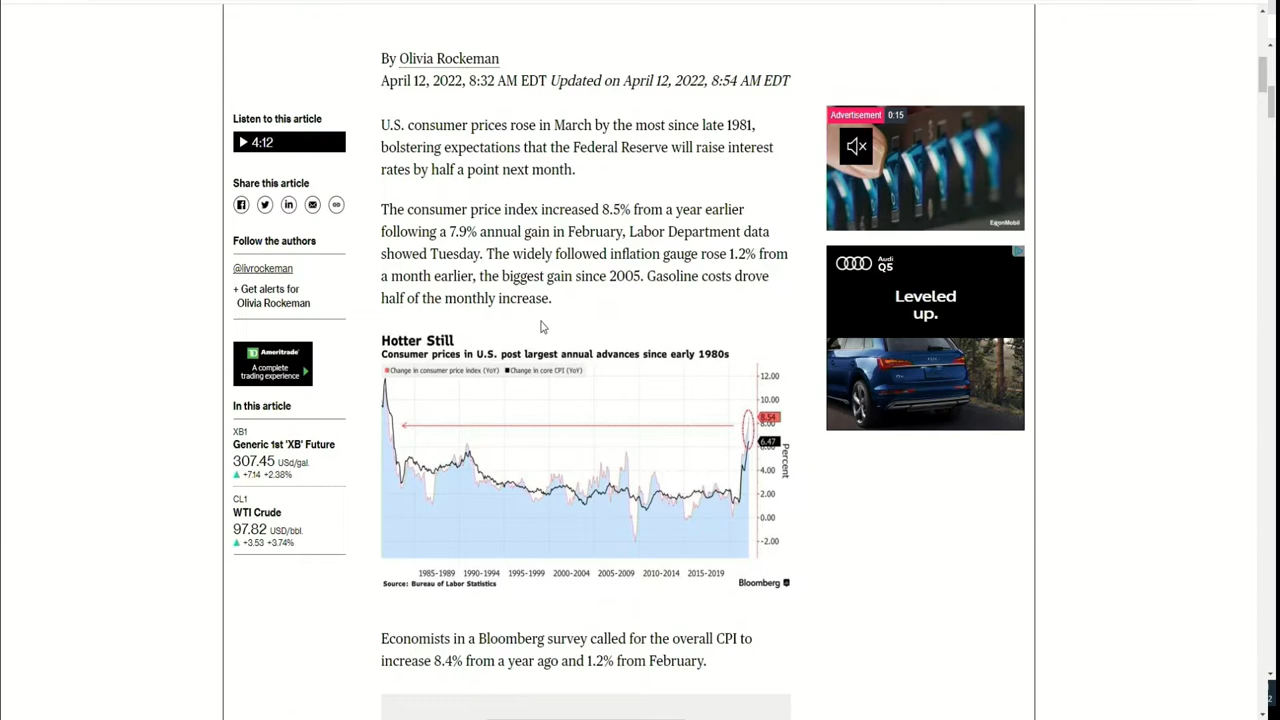 By Olivia Rockeman
April 12, 2022, 8:32 AM EDT Updated on April 12, 2022, 8:54 AM EDT
Listen to this article
4:12
Share this article
Follow the authors
@livrockeman
+ Get alerts for
Olivia Rockeman
Ameritrade
A complete
trading experience
In this article
XB1
Generic 1st 'XB' Future
307.45 USd/gal.
+7.14 +2.38%
CL1
WTI Crude
97.82 USD/bbl.
+3.53 +3.74%
U.S. consumer prices rose in March by the most since late 1981,
bolstering expectations that the Federal Reserve will raise interest
rates by half a point next month.
The consumer price index increased 8.5% from a year earlier
following a 7.9% annual gain in February, Labor Department data
showed Tuesday. The widely followed inflation gauge rose 1.2% from
a month earlier, the biggest gain since 2005. Gasoline costs drove
half of the monthly increase.
Hotter Still
Consumer prices in U.S. post largest annual advances since early 1980s
Change in consumer price index (YoY) Change in core CPI (YoY)
12.00
10.00
8.54
8.00
6.47
4.00
2.00
0.00
-2.00
Percent
1985-1989 1990-1994 1995-1999 2000-2004 2005-2009 2010-2014 2015-2019
Source: Bureau of Labor Statistics
Bloomberg
Economists in a Bloomberg survey called for the overall CPI to
increase 8.4% from a year ago and 1.2% from February.
Advertisement 0:15
ExxonMobil
Audi
Q5
Leveled
up.